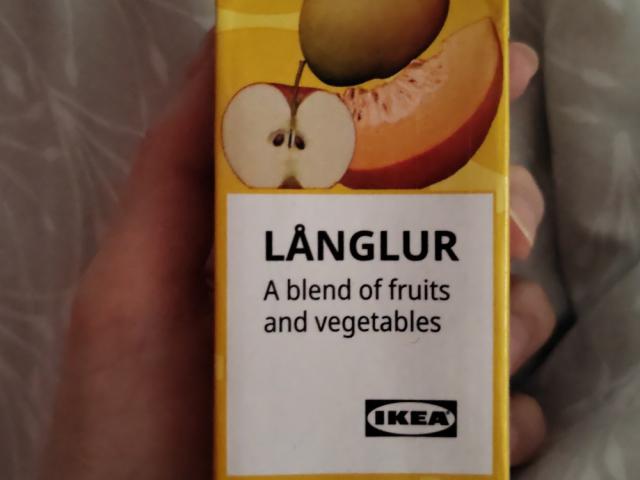 LÅNGLUR
A blend of fruits
and vegetables
IKEA